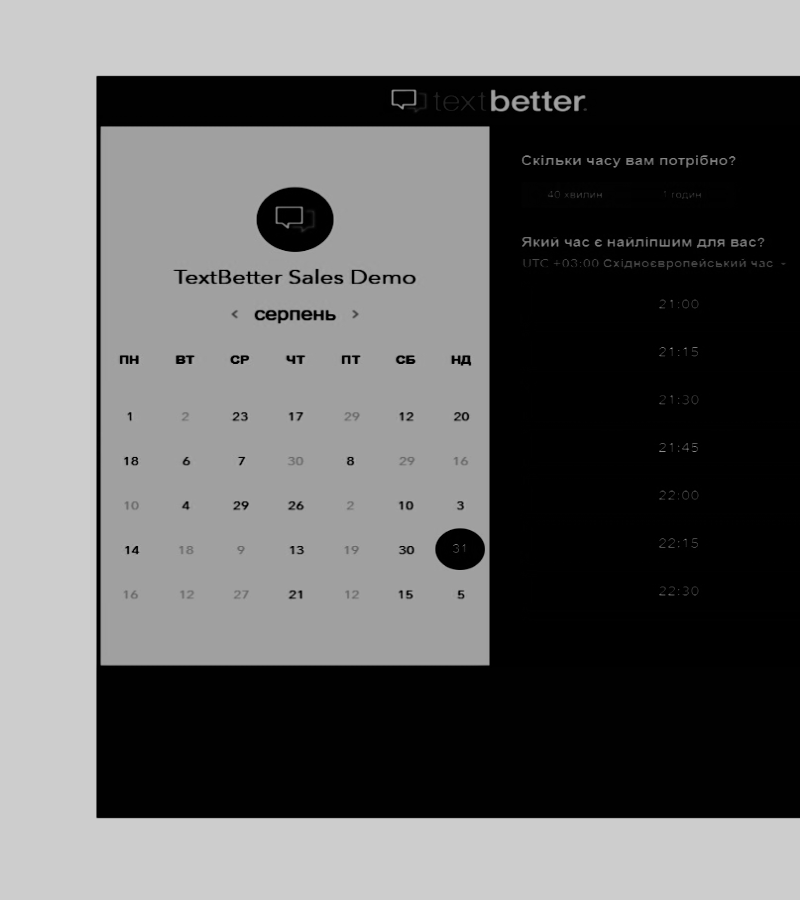 textbetter.
TextBetter Sales Demo
< серпень >
ПН ВТ СР ЧТ ПТ СБ НД
1 2 23 17 29 12 20
18 6 7 30 8 29 16
10 4 29 26 2 10 3
14 18 9 13 19 30 31
16 12 27 21 12 15 5
Скільки часу вам потрібно?
40 хвилин 1 годин
Який час є найліпшим для вас?
UTC +03:00 Східноєвропейський час
21:00
21:15
21:30
21:45
22:00
22:15
22:30